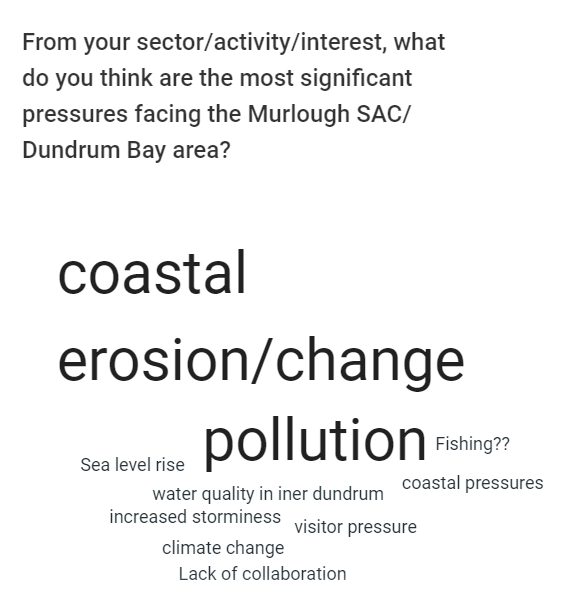 From your sector/activity/interest, what
do you think are the most significant
pressures facing the Murlough SAC/
Dundrum Bay area?
coastal
erosion/change
pollution
Fishing??
Sea level rise
coastal pressures
water quality in iner dundrum
increased storminess
visitor pressure
climate change
Lack of collaboration